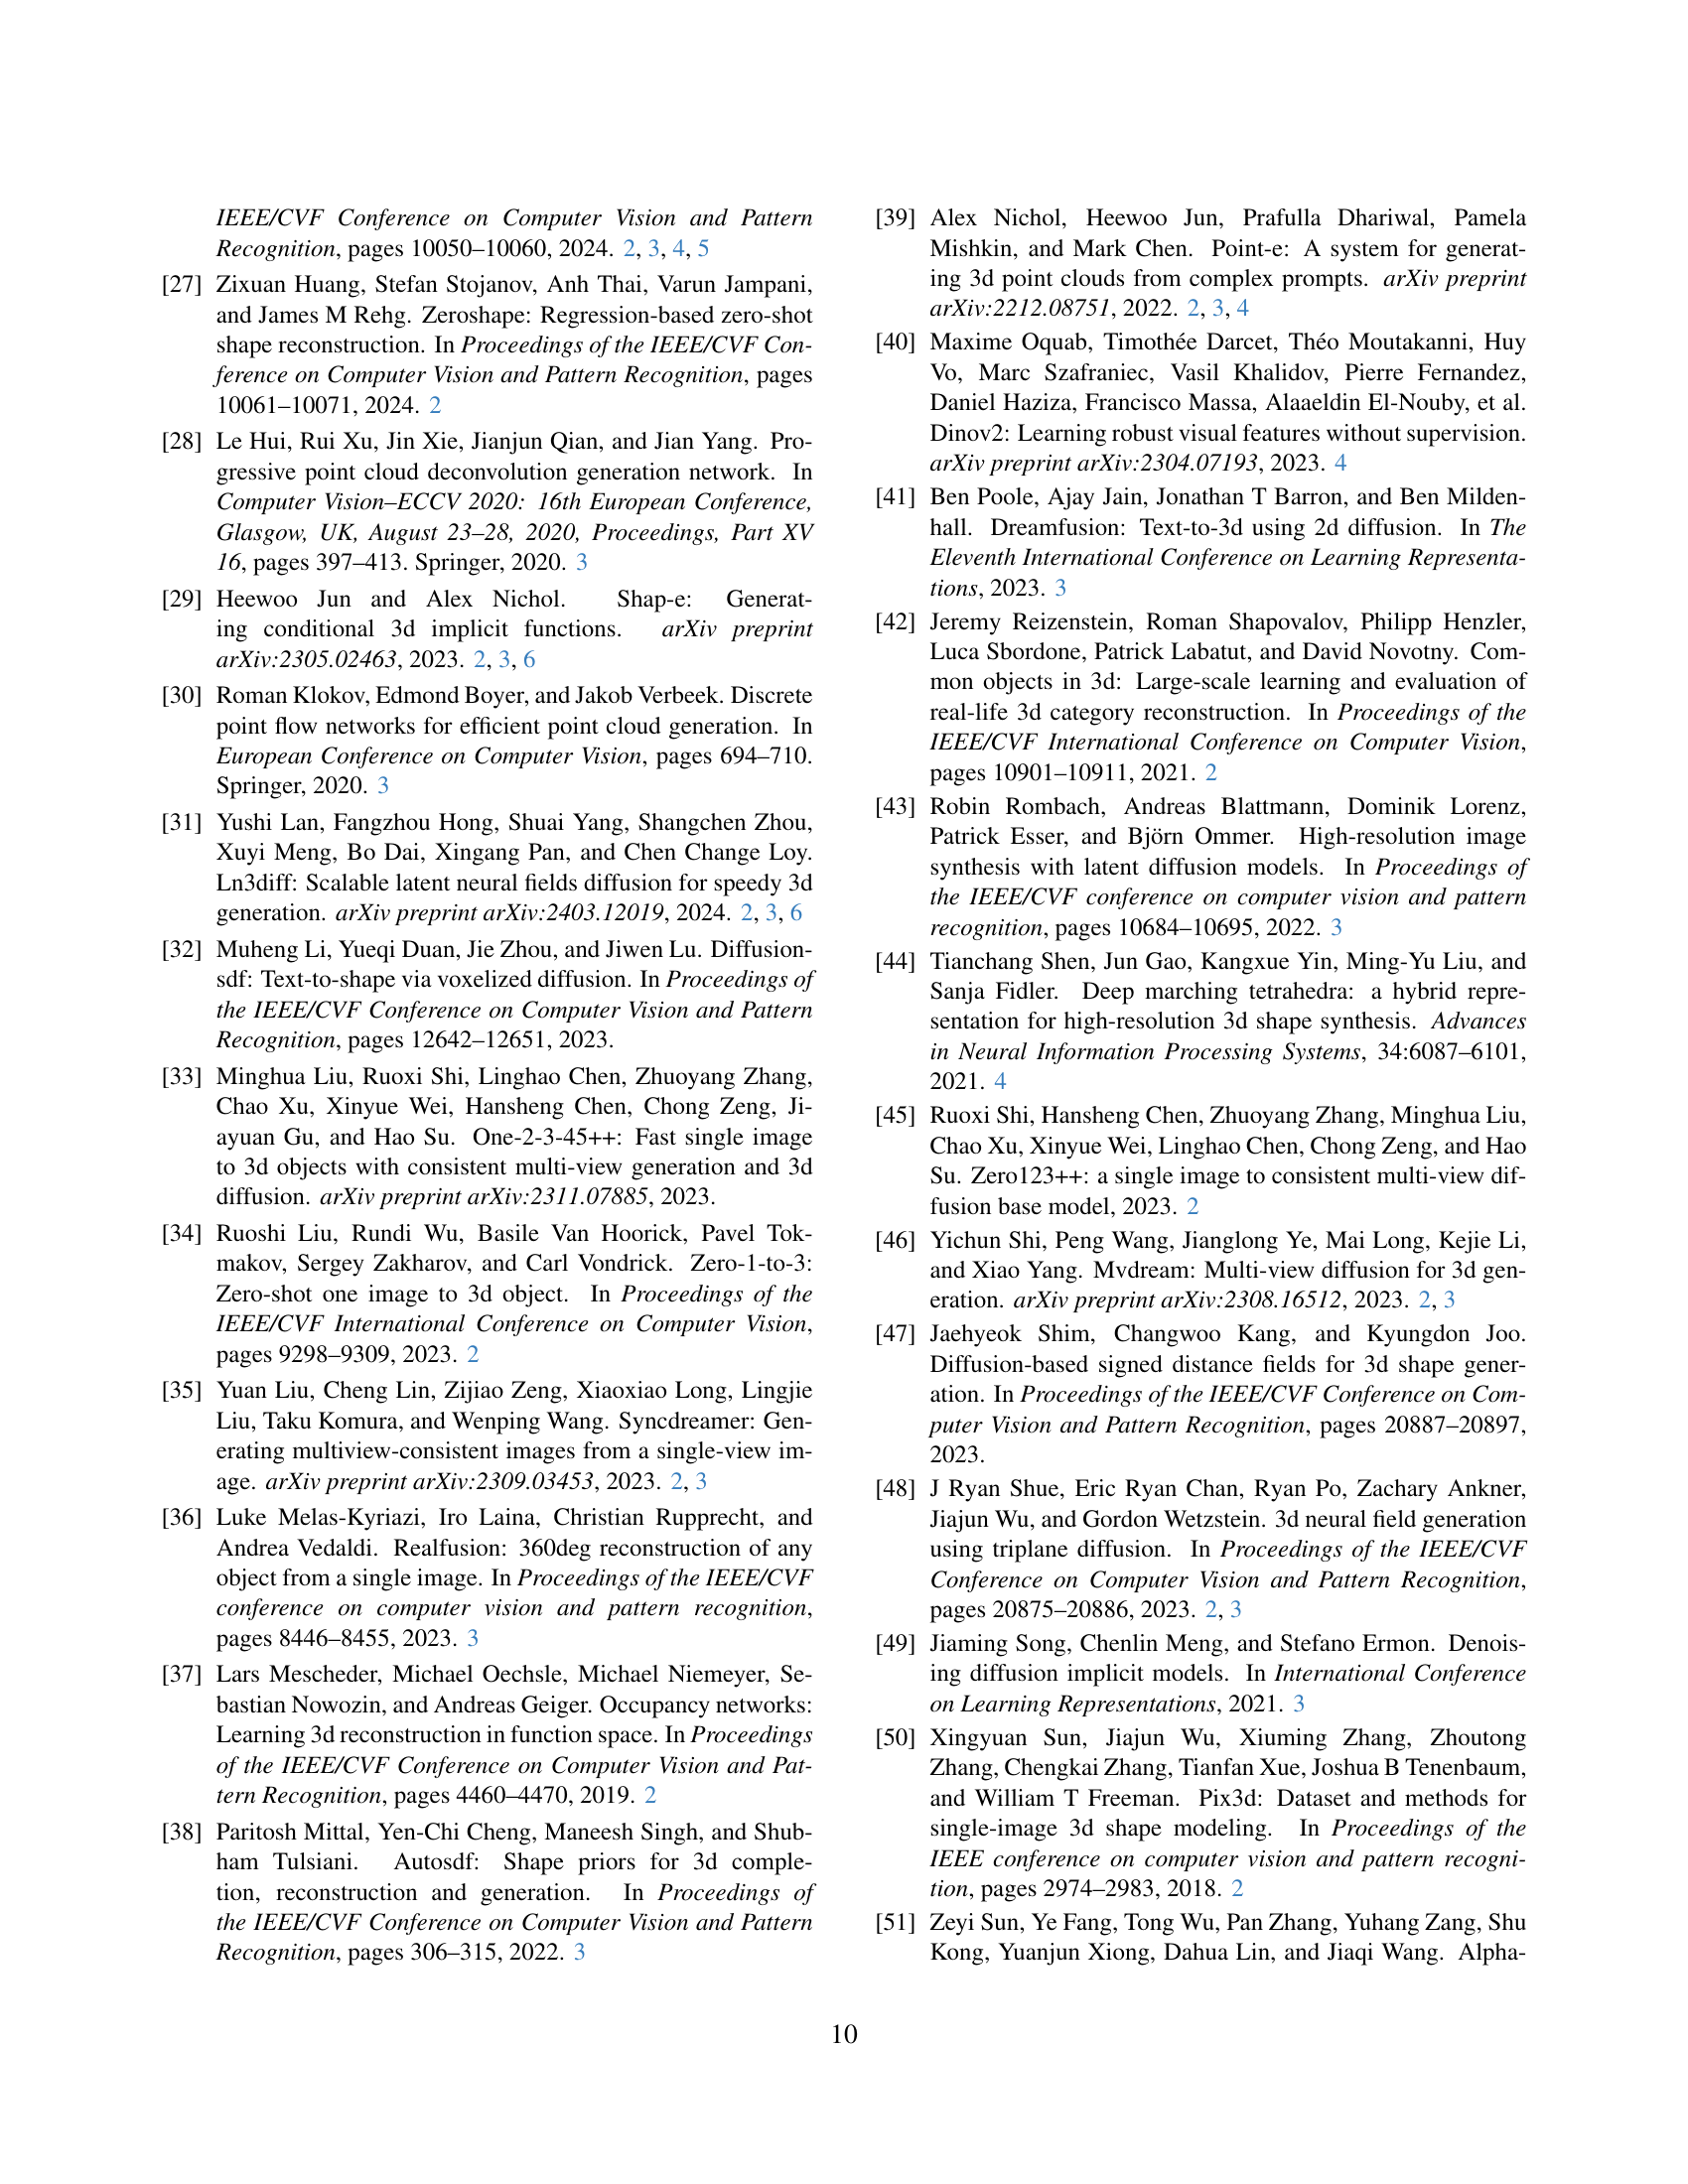 IEEE/CVF Conference on Computer Vision and Pattern
Recognition, pages 10050–10060, 2024. 2, 3, 4, 5
[27] Zixuan Huang, Stefan Stojanov, Anh Thai, Varun Jampani,
and James M Rehg. Zeroshape: Regression-based zero-shot
shape reconstruction. In Proceedings of the IEEE/CVF Con-
ference on Computer Vision and Pattern Recognition, pages
10061–10071, 2024. 2
[28] Le Hui, Rui Xu, Jin Xie, Jianjun Qian, and Jian Yang. Pro-
gressive point cloud deconvolution generation network. In
Computer Vision–ECCV 2020: 16th European Conference,
Glasgow, UK, August 23–28, 2020, Proceedings, Part XV
16, pages 397–413. Springer, 2020. 3
[29] Heewoo Jun and Alex Nichol. Shap-e: Generat-
ing conditional 3d implicit functions. arXiv preprint
arXiv:2305.02463, 2023. 2, 3, 6
[30] Roman Klokov, Edmond Boyer, and Jakob Verbeek. Discrete
point flow networks for efficient point cloud generation. In
European Conference on Computer Vision, pages 694–710.
Springer, 2020. 3
[31] Yushi Lan, Fangzhou Hong, Shuai Yang, Shangchen Zhou,
Xuyi Meng, Bo Dai, Xingang Pan, and Chen Change Loy.
Ln3diff: Scalable latent neural fields diffusion for speedy 3d
generation. arXiv preprint arXiv:2403.12019, 2024. 2, 3, 6
[32] Muheng Li, Yueqi Duan, Jie Zhou, and Jiwen Lu. Diffusion-
sdf: Text-to-shape via voxelized diffusion. In Proceedings of
the IEEE/CVF Conference on Computer Vision and Pattern
Recognition, pages 12642–12651, 2023.
[33] Minghua Liu, Ruoxi Shi, Linghao Chen, Zhuoyang Zhang,
Chao Xu, Xinyue Wei, Hansheng Chen, Chong Zeng, Ji-
ayuan Gu, and Hao Su. One-2-3-45++: Fast single image
to 3d objects with consistent multi-view generation and 3d
diffusion. arXiv preprint arXiv:2311.07885, 2023.
[34] Ruoshi Liu, Rundi Wu, Basile Van Hoorick, Pavel Tok-
makov, Sergey Zakharov, and Carl Vondrick. Zero-1-to-3:
Zero-shot one image to 3d object. In Proceedings of the
IEEE/CVF International Conference on Computer Vision,
pages 9298–9309, 2023. 2
[35] Yuan Liu, Cheng Lin, Zijiao Zeng, Xiaoxiao Long, Lingjie
Liu, Taku Komura, and Wenping Wang. Syncdreamer: Gen-
erating multiview-consistent images from a single-view im-
age. arXiv preprint arXiv:2309.03453, 2023. 2, 3
[36] Luke Melas-Kyriazi, Iro Laina, Christian Rupprecht, and
Andrea Vedaldi. Realfusion: 360deg reconstruction of any
object from a single image. In Proceedings of the IEEE/CVF
conference on computer vision and pattern recognition,
pages 8446–8455, 2023. 3
[37] Lars Mescheder, Michael Oechsle, Michael Niemeyer, Se-
bastian Nowozin, and Andreas Geiger. Occupancy networks:
Learning 3d reconstruction in function space. In Proceedings
of the IEEE/CVF Conference on Computer Vision and Pat-
tern Recognition, pages 4460–4470, 2019. 2
[38] Paritosh Mittal, Yen-Chi Cheng, Maneesh Singh, and Shub-
ham Tulsiani. Autosdf: Shape priors for 3d comple-
tion, reconstruction and generation. In Proceedings of
the IEEE/CVF Conference on Computer Vision and Pattern
Recognition, pages 306–315, 2022. 3
[39] Alex Nichol, Heewoo Jun, Prafulla Dhariwal, Pamela
Mishkin, and Mark Chen. Point-e: A system for generat-
ing 3d point clouds from complex prompts. arXiv preprint
arXiv:2212.08751, 2022. 2, 3, 4
[40] Maxime Oquab, Timothée Darcet, Théo Moutakanni, Huy
Vo, Marc Szafraniec, Vasil Khalidov, Pierre Fernandez,
Daniel Haziza, Francisco Massa, Alaaeldin El-Nouby, et al.
Dinov2: Learning robust visual features without supervision.
arXiv preprint arXiv:2304.07193, 2023. 4
[41] Ben Poole, Ajay Jain, Jonathan T Barron, and Ben Milden-
hall. Dreamfusion: Text-to-3d using 2d diffusion. In The
Eleventh International Conference on Learning Representa-
tions, 2023. 3
[42] Jeremy Reizenstein, Roman Shapovalov, Philipp Henzler,
Luca Sbordone, Patrick Labatut, and David Novotny. Com-
mon objects in 3d: Large-scale learning and evaluation of
real-life 3d category reconstruction. In Proceedings of the
IEEE/CVF International Conference on Computer Vision,
pages 10901–10911, 2021. 2
[43] Robin Rombach, Andreas Blattmann, Dominik Lorenz,
Patrick Esser, and Björn Ommer. High-resolution image
synthesis with latent diffusion models. In Proceedings of
the IEEE/CVF conference on computer vision and pattern
recognition, pages 10684–10695, 2022. 3
[44] Tianchang Shen, Jun Gao, Kangxue Yin, Ming-Yu Liu, and
Sanja Fidler. Deep marching tetrahedra: a hybrid repre-
sentation for high-resolution 3d shape synthesis. Advances
in Neural Information Processing Systems, 34:6087–6101,
2021. 4
[45] Ruoxi Shi, Hansheng Chen, Zhuoyang Zhang, Minghua Liu,
Chao Xu, Xinyue Wei, Linghao Chen, Chong Zeng, and Hao
Su. Zero123++: a single image to consistent multi-view dif-
fusion base model, 2023. 2
[46] Yichun Shi, Peng Wang, Jianglong Ye, Mai Long, Kejie Li,
and Xiao Yang. Mvdream: Multi-view diffusion for 3d gen-
eration. arXiv preprint arXiv:2308.16512, 2023. 2, 3
[47] Jaehyeok Shim, Changwoo Kang, and Kyungdon Joo.
Diffusion-based signed distance fields for 3d shape gener-
ation. In Proceedings of the IEEE/CVF Conference on Com-
puter Vision and Pattern Recognition, pages 20887–20897,
2023.
[48] J Ryan Shue, Eric Ryan Chan, Ryan Po, Zachary Ankner,
Jiajun Wu, and Gordon Wetzstein. 3d neural field generation
using triplane diffusion. In Proceedings of the IEEE/CVF
Conference on Computer Vision and Pattern Recognition,
pages 20875–20886, 2023. 2, 3
[49] Jiaming Song, Chenlin Meng, and Stefano Ermon. Denois-
ing diffusion implicit models. In International Conference
on Learning Representations, 2021. 3
[50] Xingyuan Sun, Jiajun Wu, Xiuming Zhang, Zhoutong
Zhang, Chengkai Zhang, Tianfan Xue, Joshua B Tenenbaum,
and William T Freeman. Pix3d: Dataset and methods for
single-image 3d shape modeling. In Proceedings of the
IEEE conference on computer vision and pattern recogni-
tion, pages 2974–2983, 2018. 2
[51] Zeyi Sun, Ye Fang, Tong Wu, Pan Zhang, Yuhang Zang, Shu
Kong, Yuanjun Xiong, Dahua Lin, and Jiaqi Wang. Alpha-
10